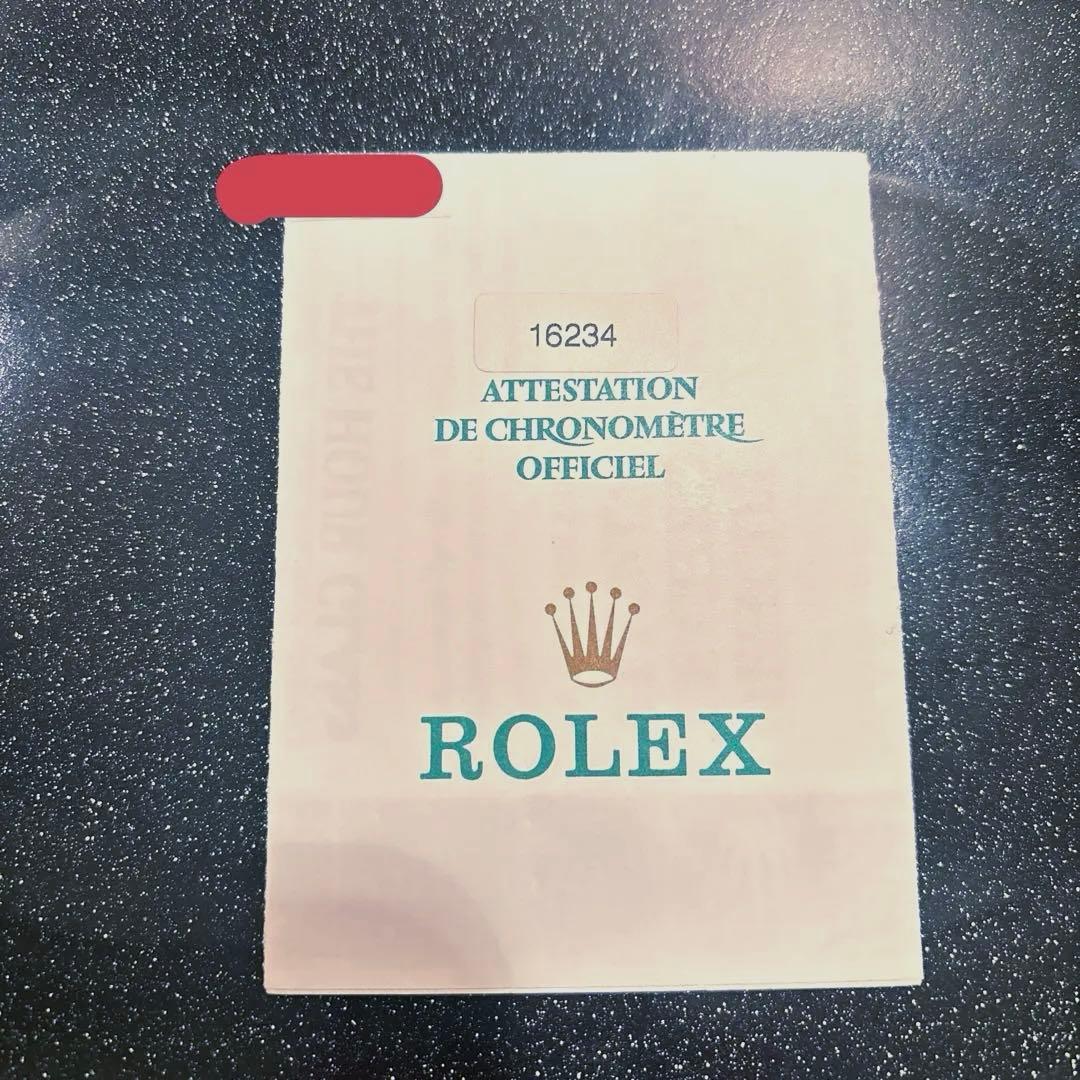 16234
ATTESTATION
DE CHRONOMÈTRE
OFFICIEL
ROLEX